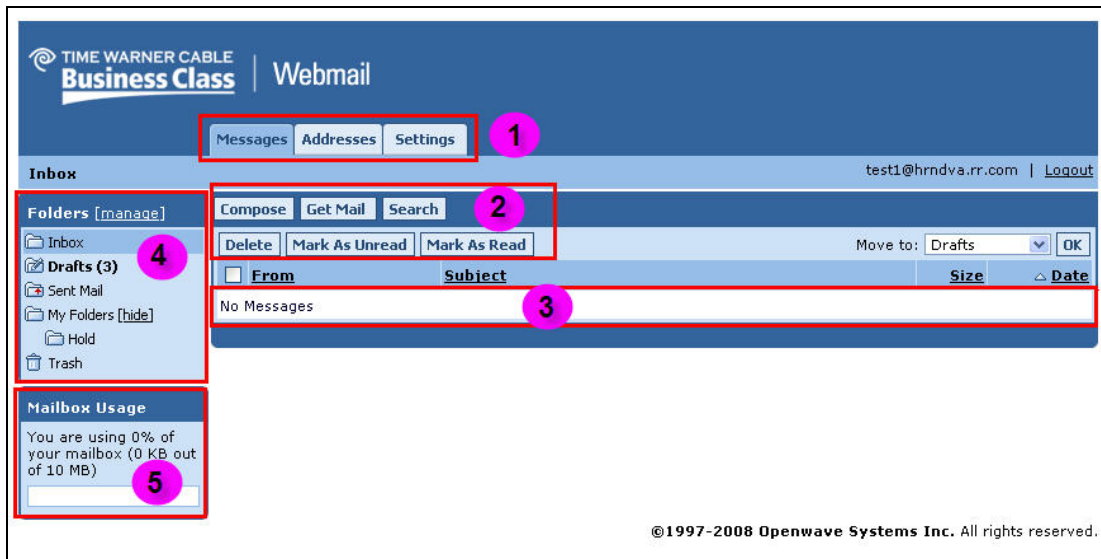 TIME WARNER CABLE
Business Class | Webmail
Messages Addresses Settings 1
Inbox test1@hrndva.rr.com | Logout
Folders [manage]
Inbox
Drafts (3)
Sent Mail
My Folders [hide]
Hold
Trash
4
Compose Get Mail Search 2
Delete Mark As Unread Mark As Read Move to: Drafts OK
From Subject Size Date
No Messages 3
Mailbox Usage
You are using 0% of
your mailbox (0 KB out
of 10 MB)
5
©1997-2008 Openwave Systems Inc. All rights reserved.